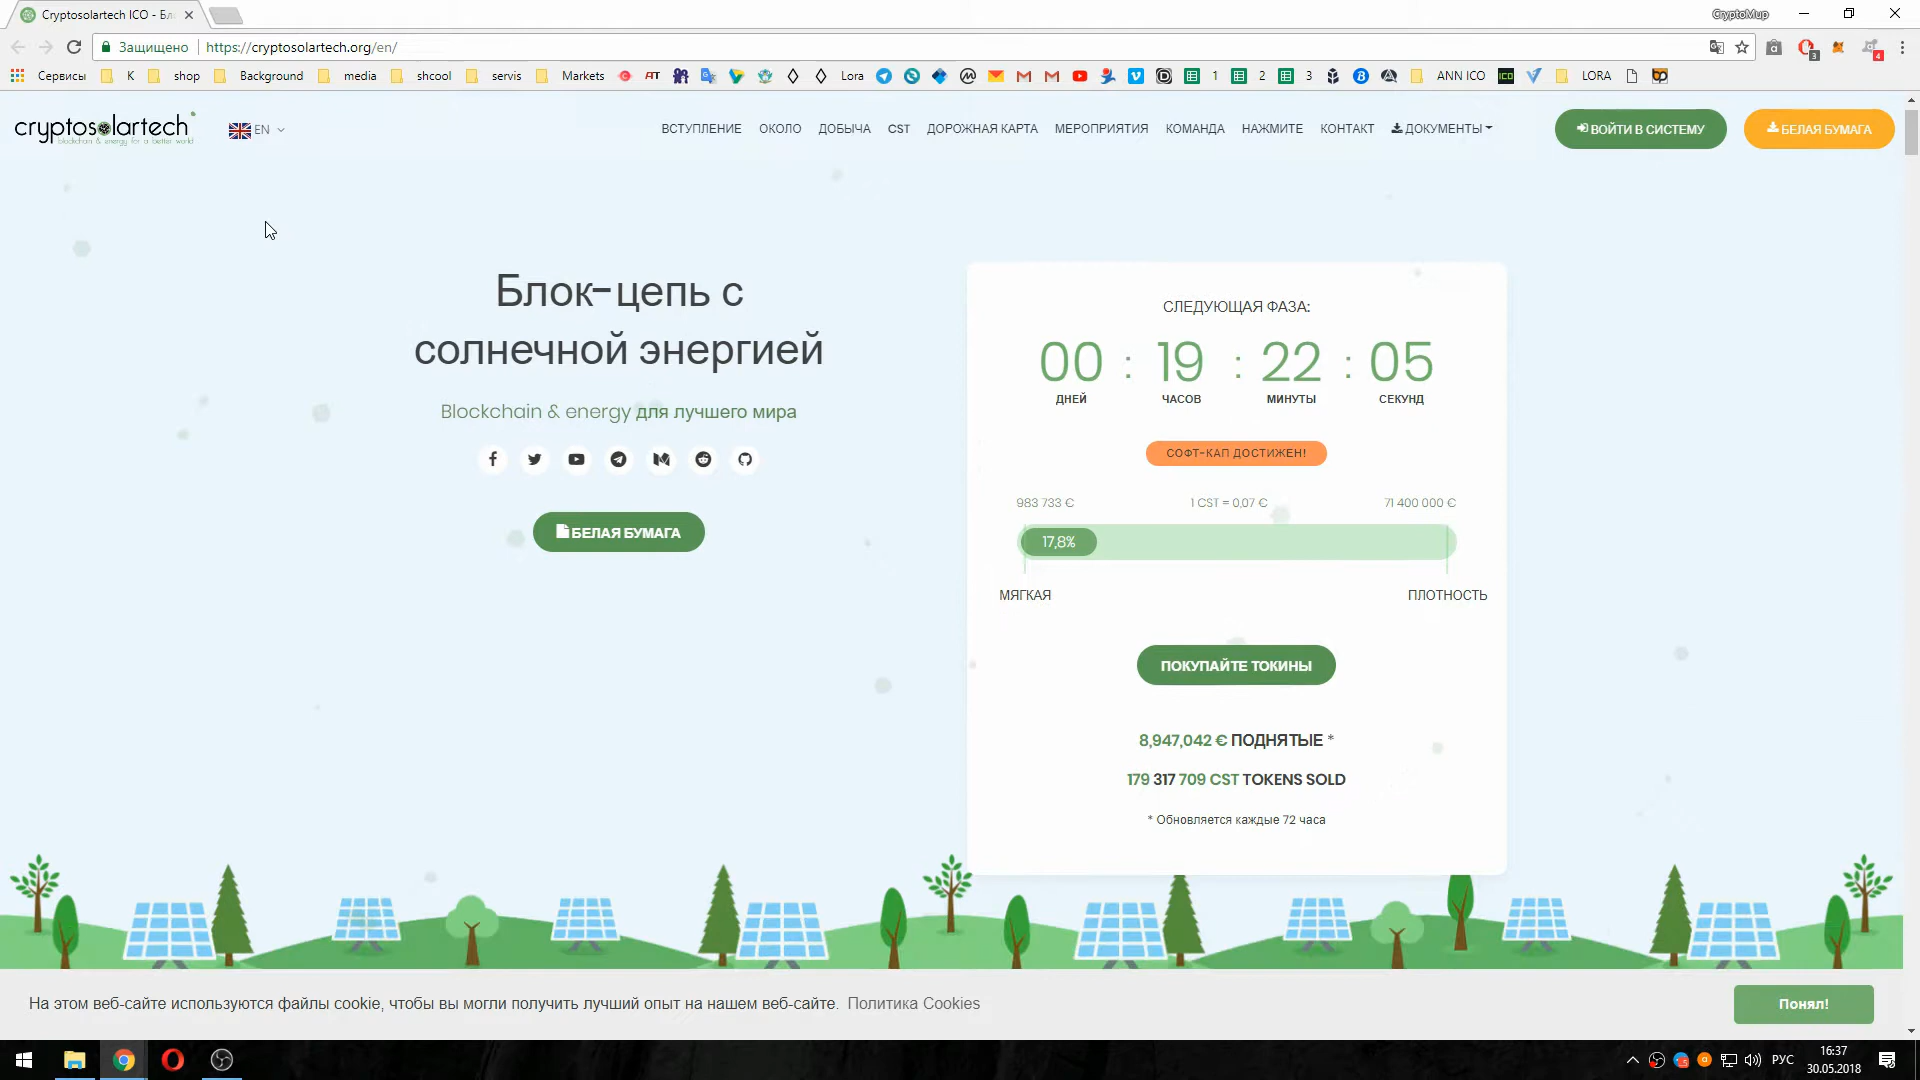 Cryptosolartech ICO - Бл
CryptoMup
Защищено
https://cryptosolartech.org/en/
Сервисы
K
shop
Background
media
shcool
servis
Markets
Lora
1
2
3
ANN ICO
LORA
cryptosolartech
blockchain & energy for a better world
EN
ВСТУПЛЕНИЕ
ОКОЛО
ДОБЫЧА
CST
ДОРОЖНАЯ КАРТА
МЕРОПРИЯТИЯ
КОМАНДА
НАЖМИТЕ
КОНТАКТ
ДОКУМЕНТЫ
ВОЙТИ В СИСТЕМУ
БЕЛАЯ БУМАГА
Блок-цепь с
солнечной энергией
Blockchain & energy для лучшего мира
БЕЛАЯ БУМАГА
СЛЕДУЮЩАЯ ФАЗА:
00 : 19 : 22 : 05
ДНЕЙ ЧАСОВ МИНУТЫ СЕКУНД
СОФТ-КАП ДОСТИЖЕН!
983 733 € 1 CST = 0,07 € 71 400 000 €
17,8%
МЯГКАЯ ПЛОТНОСТЬ
ПОКУПАЙТЕ ТОКИНЫ
8,947,042 € ПОДНЯТЫЕ *
179 317 709 CST TOKENS SOLD
* Обновляется каждые 72 часа
На этом веб-сайте используются файлы cookie, чтобы вы могли получить лучший опыт на нашем веб-сайте. Политика Cookies
Понял!
РУС
16:37
30.05.2018